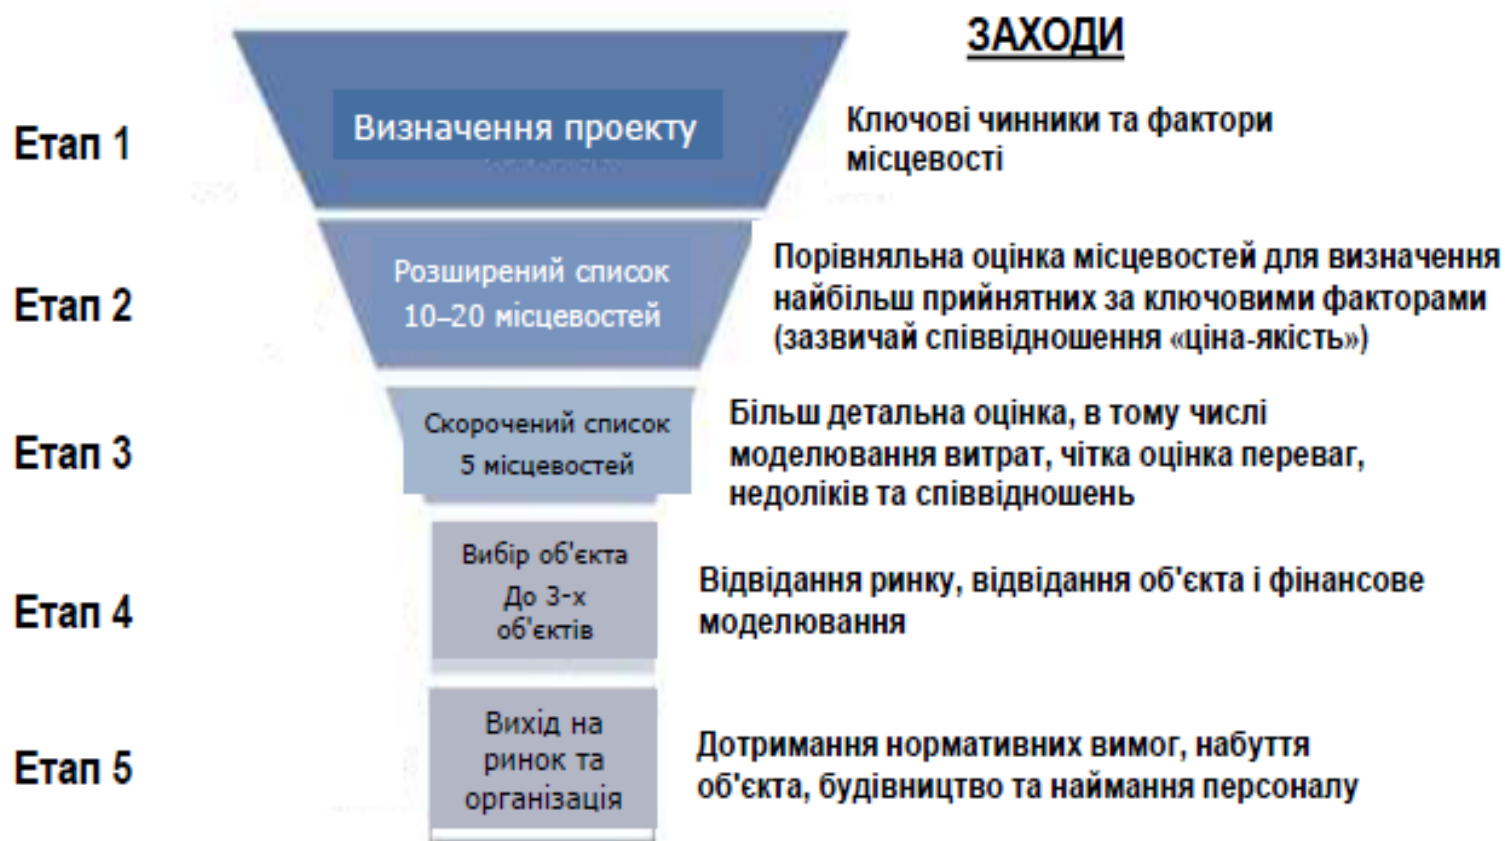 ЗАХОДИ
Етап 1
Визначення проекту
Ключові чинники та фактори
місцевості
Етап 2
Розширений список
10–20 місцевостей
Порівняльна оцінка місцевостей для визначення
найбільш прийнятних за ключовими факторами
(зазвичай співвідношення «ціна-якість»)
Етап 3
Скорочений список
5 місцевостей
Більш детальна оцінка, в тому числі
моделювання витрат, чітка оцінка переваг,
недоліків та співвідношень
Етап 4
Вибір об'єкта
До 3-х
об'єктів
Відвідання ринку, відвідання об'єкта і фінансове
моделювання
Етап 5
Вихід на
ринок та
організація
Дотримання нормативних вимог, набуття
об'єкта, будівництво та наймання персоналу